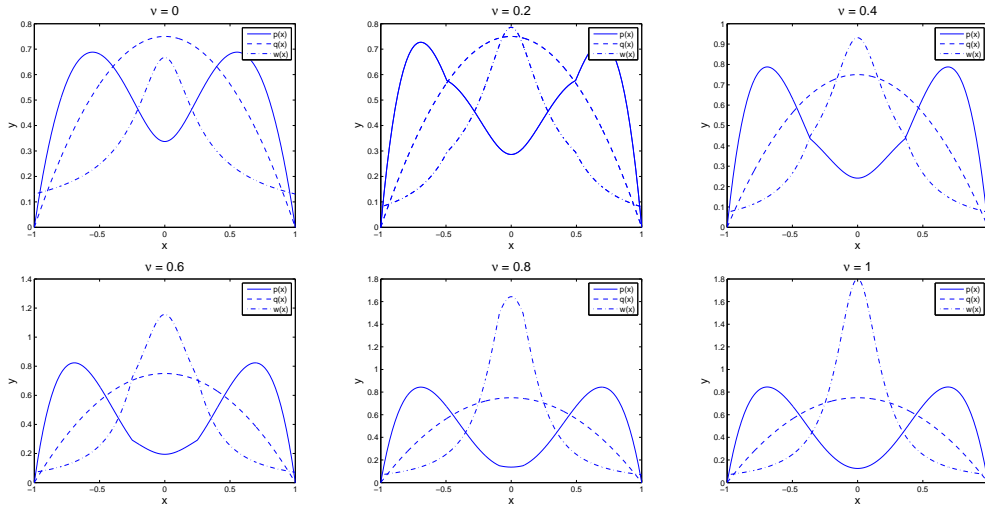 ν = 0
0.8
0.7
0.6
0.5
0.4
0.3
0.2
0.1
0
y
−1
−0.5
0
0.5
1
x
p(x)
q(x)
w(x)
ν = 0.2
0.8
0.7
0.6
0.5
0.4
0.3
0.2
0.1
0
y
−1
−0.5
0
0.5
1
x
p(x)
q(x)
w(x)
ν = 0.4
1
0.9
0.8
0.7
0.6
0.5
0.4
0.3
0.2
0.1
0
y
−1
−0.5
0
0.5
x
p(x)
q(x)
w(x)
ν = 0.6
1.4
1.2
1
0.8
0.6
0.4
0.2
0
y
−1
−0.5
0
0.5
1
x
p(x)
q(x)
w(x)
ν = 0.8
1.8
1.6
1.4
1.2
1
0.8
0.6
0.4
0.2
0
y
−1
−0.5
0
0.5
1
x
p(x)
q(x)
w(x)
ν = 1
1.8
1.6
1.4
1.2
1
0.8
0.6
0.4
0.2
0
y
−1
−0.5
0
0.5
x
p(x)
q(x)
w(x)